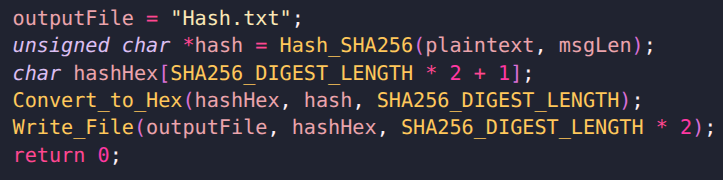 outputFile = "Hash.txt";
unsigned char *hash = Hash_SHA256(plaintext, msgLen);
char hashHex[SHA256_DIGEST_LENGTH * 2 + 1];
Convert_to_Hex(hashHex, hash, SHA256_DIGEST_LENGTH);
Write_File(outputFile, hashHex, SHA256_DIGEST_LENGTH * 2);
return 0;